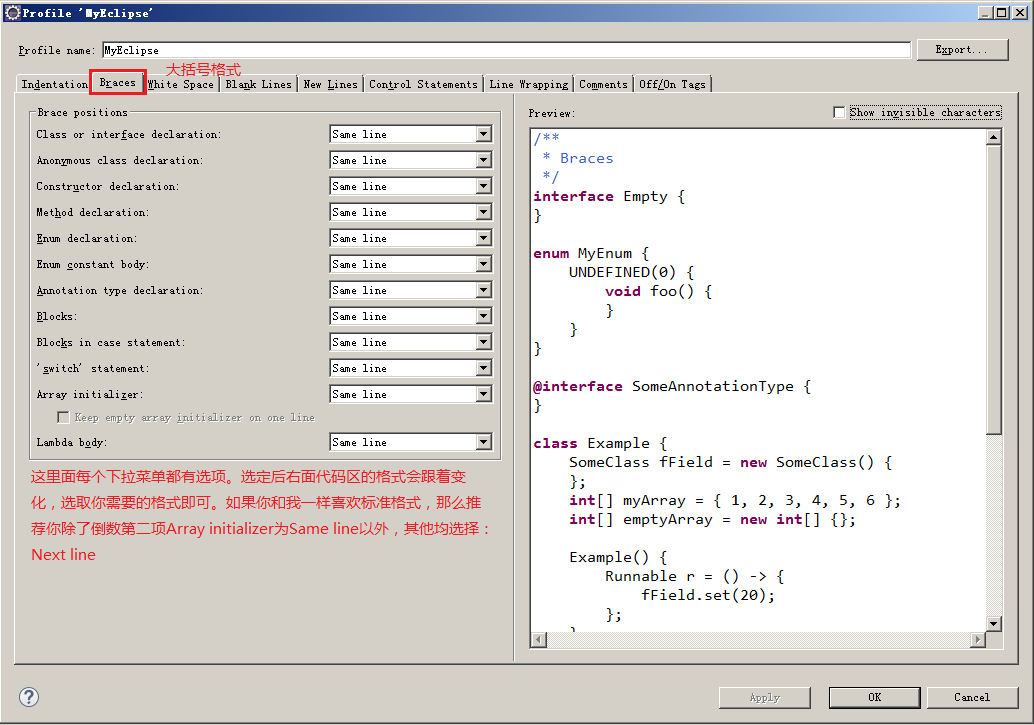 Profile 'MyEclipse'
Profile name: MyEclipse Export...
大括号格式
Indentation Braces White Space Blank Lines New Lines Control Statements Line Wrapping Comments Off/On Tags
Brace positions
Class or interface declaration: Same line
Anonymous class declaration: Same line
Constructor declaration: Same line
Method declaration: Same line
Enum declaration: Same line
Enum constant body: Same line
Annotation type declaration: Same line
Blocks: Same line
Blocks in case statement: Same line
'switch' statement: Same line
Array initializer: Same line
Keep empty array initializer on one line
Lambda body: Same line
这里面每个下拉菜单都有选项。选定后右面代码区的格式会跟着变
化，选取你需要的格式即可。如果你和我一样喜欢标准格式，那么推
荐你除了倒数第二项Array initializer为Same line以外，其他均选择：
Next line
Preview: Show invisible characters
/**
 * Braces
 */
interface Empty {
}

enum MyEnum {
    UNDEFINED(0) {
        void foo() {
        }
    }
}

@interface SomeAnnotationType {
}

class Example {
    SomeClass fField = new SomeClass() {
    };
    int[] myArray = { 1, 2, 3, 4, 5, 6 };
    int[] emptyArray = new int[] {};

    Example() {
        Runnable r = () -> {
            fField.set(20);
        };
    }
? Apply OK Cancel